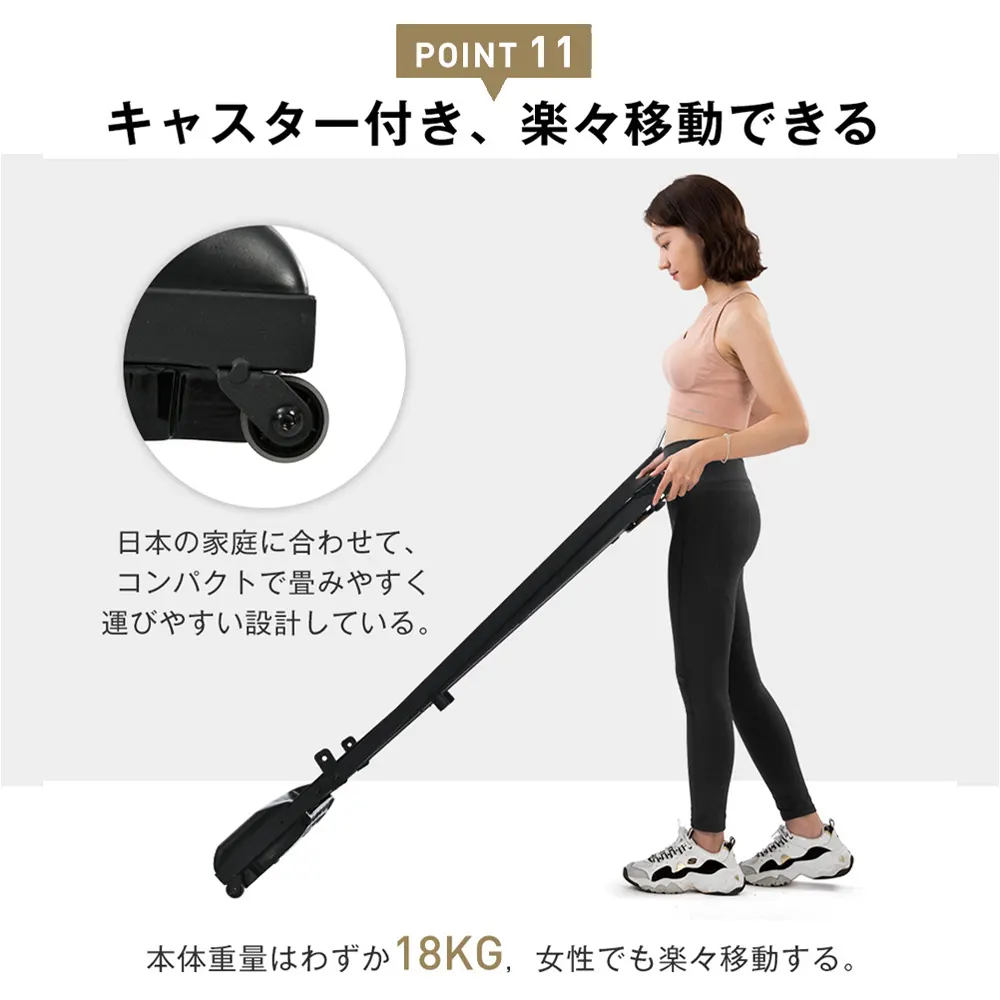 POINT 11
キャスター付き、楽々移動できる
日本の家庭に合わせて、
コンパクトで畳みやすく
運びやすい設計している。
本体重量はわずか18KG, 女性でも楽々移動する。